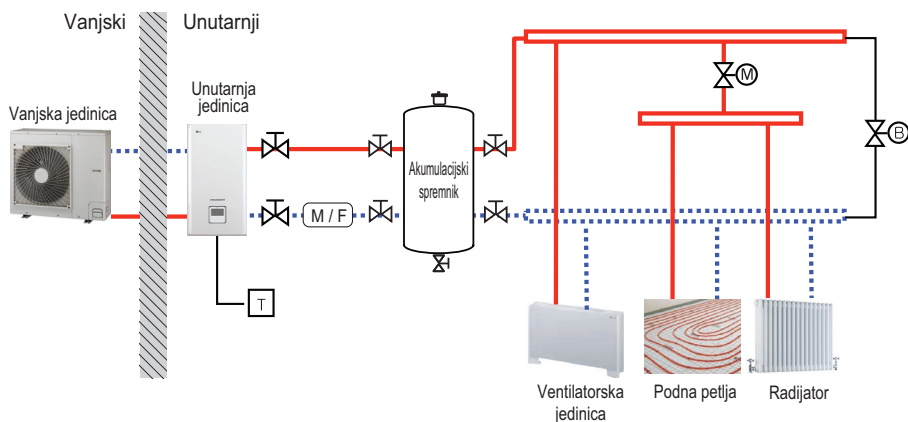 Vanjski
Unutarnji
Vanjska jedinica
Unutarnja
jedinica
Akumulacijski
spremnik
M
B
M / F
T
Ventilatorska
jedinica
Podna petlja
Radijator